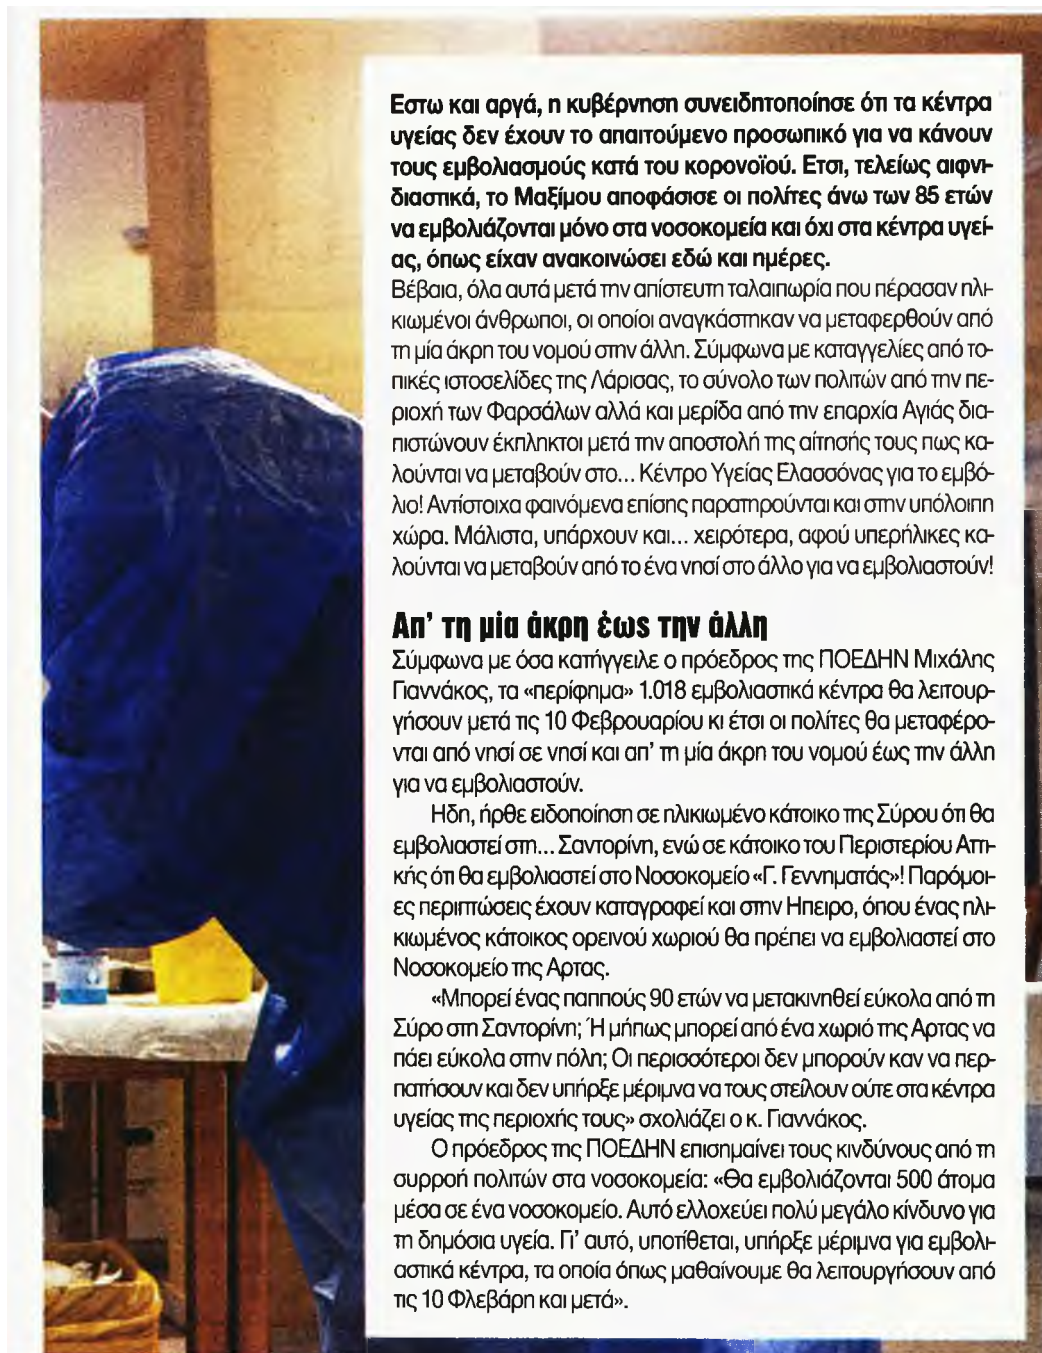 Εστω και αργά, η κυβέρνηση συνειδητοποίησε ότι τα κέντρα
υγείας δεν έχουν το απαιτούμενο προσωπικό για να κάνουν
τους εμβολιασμούς κατά του κορονοϊού. Ετσι, τελείως αιφνι-
διαστικά, το Μαξίμου αποφάσισε οι πολίτες άνω των 85 ετών
να εμβολιάζονται μόνο στα νοσοκομεία και όχι στα κέντρα υγεί-
ας, όπως είχαν ανακοινώσει εδώ και ημέρες.
Βέβαια, όλα αυτά μετά την απίστευτη ταλαιπωρία που πέρασαν ηλι-
κιωμένοι άνθρωποι, οι οποίοι αναγκάστηκαν να μεταφερθούν από
τη μία άκρη του νομού στην άλλη. Σύμφωνα με καταγγελίες από το-
πικές ιστοσελίδες της Λάρισας, το σύνολο των πολιτών από την πε-
ριοχή των Φαρσάλων αλλά και μερίδα από την επαρχία Αγιάς δια-
πιστώνουν έκπληκτοι μετά την αποστολή της αίτησής τους πως κα-
λούνται να μεταβούν στο... Κέντρο Υγείας Ελασσόνας για το εμβό-
λιο! Αντίστοιχα φαινόμενα επίσης παρατηρούνται και στην υπόλοιπη
χώρα. Μάλιστα, υπάρχουν και... χειρότερα, αφού υπερήλικες κα-
λούνται να μεταβούν από το ένα νησί στο άλλο για να εμβολιαστούν!
Απ' τη μία άκρη έως την άλλη
Σύμφωνα με όσα κατήγγειλε ο πρόεδρος της ΠΟΕΔΗΝ Μιχάλης
Γιαννάκος, τα «περίφημα» 1.018 εμβολιαστικά κέντρα θα λειτουρ-
γήσουν μετά τις 10 Φεβρουαρίου κι έτσι οι πολίτες θα μεταφέρο-
νται από νησί σε νησί και απ' τη μία άκρη του νομού έως την άλλη
για να εμβολιαστούν.
Ηδη, ήρθε ειδοποίηση σε ηλικιωμένο κάτοικο της Σύρου ότι θα
εμβολιαστεί στη... Σαντορίνη, ενώ σε κάτοικο του Περιστερίου Αττι-
κής ότι θα εμβολιαστεί στο Νοσοκομείο «Γ. Γεννηματάς»! Παρόμοι-
ες περιπτώσεις έχουν καταγραφεί και στην Ηπειρο, όπου ένας ηλι-
κιωμένος κάτοικος ορεινού χωριού θα πρέπει να εμβολιαστεί στο
Νοσοκομείο της Αρτας.
«Μπορεί ένας παππούς 90 ετών να μετακινηθεί εύκολα από τη
Σύρο στη Σαντορίνη; Ή μήπως μπορεί από ένα χωριό της Αρτας να
πάει εύκολα στην πόλη; Οι περισσότεροι δεν μπορούν καν να περ-
πατήσουν και δεν υπήρξε μέριμνα να τους στείλουν ούτε στα κέντρα
υγείας της περιοχής τους» σχολιάζει ο κ. Γιαννάκος.
Ο πρόεδρος της ΠΟΕΔΗΝ επισημαίνει τους κινδύνους από τη
συρροή πολιτών στα νοσοκομεία: «Θα εμβολιάζονται 500 άτομα
μέσα σε ένα νοσοκομείο. Αυτό ελλοχεύει πολύ μεγάλο κίνδυνο για
τη δημόσια υγεία. Γι' αυτό, υποτίθεται, υπήρξε μέριμνα για εμβολι-
αστικά κέντρα, τα οποία όπως μαθαίνουμε θα λειτουργήσουν από
τις 10 Φλεβάρη και μετά».